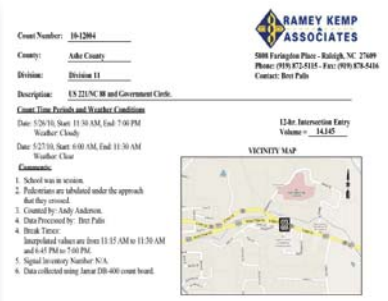 RAMEY KEMP
& ASSOCIATES
Count Number: 10-12004
County: Ashe County
Division: Division 11
5808 Faringdon Place - Raleigh, NC 27609
Phone: (919) 872-5115 - Fax: (919) 878-5416
Contact: Bret Palis
Description: US 221/NC 88 and Government Circle.
Count Time Periods and Weather Conditions
Date: 5/26/10, Start: 11:30 AM, End: 7:00 PM
Weather: Cloudy
Date: 5/27/10, Start: 6:00 AM, End: 11:30 AM
Weather: Clear
12-hr. Intersection Entry
Volume = 14,145
Comments:
1. School was in session.
2. Pedestrians are tabulated under the approach
that they crossed.
3. Counted by: Andy Anderson.
4. Data Processed by: Bret Palis
4. Break Times:
Interpolated values are from 11:15 AM to 11:30 AM
and 6:45 PM to 7:00 PM.
5. Signal Inventory Number: N/A.
6. Data collected using Jamar DB-400 count board.
VICINITY MAP